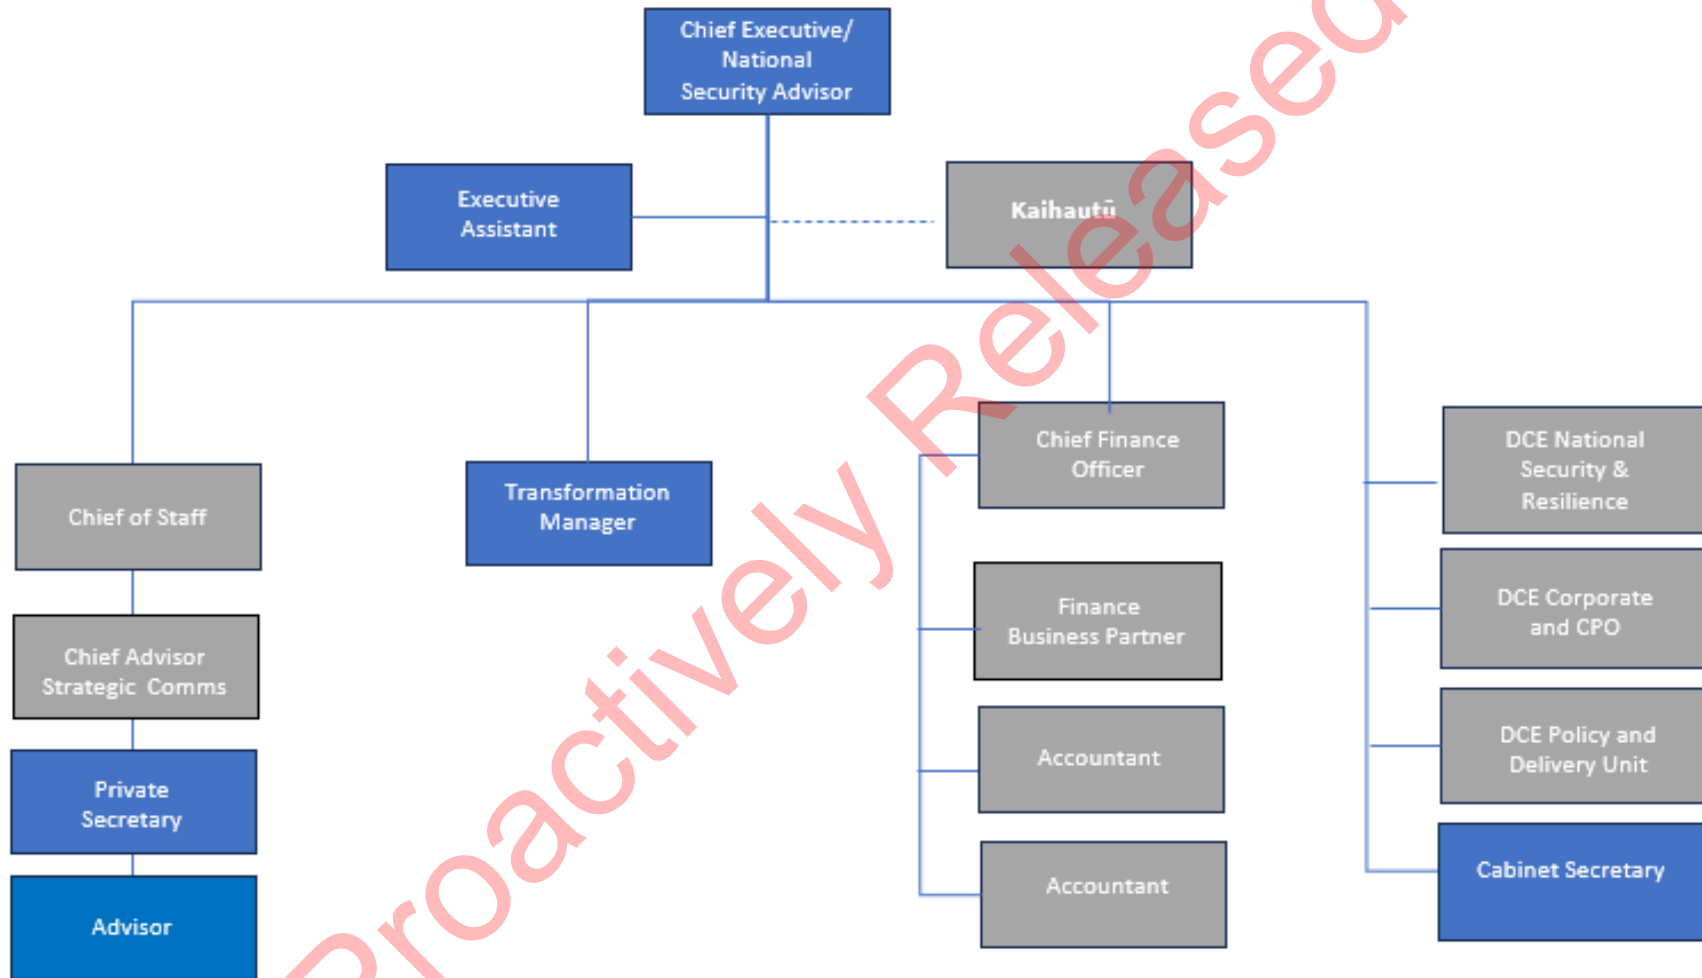 Chief Executive/
National
Security Advisor
Executive
Assistant
Kaihautū
Chief of Staff
Chief Advisor
Strategic Comms
Private
Secretary
Advisor
Transformation
Manager
Chief Finance
Officer
Finance
Business Partner
Accountant
Accountant
DCE National
Security &
Resilience
DCE Corporate
and CPO
DCE Policy and
Delivery Unit
Cabinet Secretary
Proactively Released